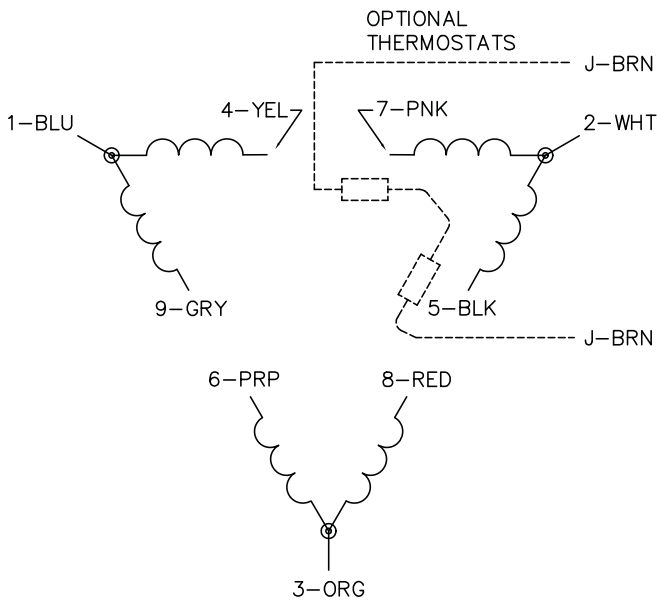 OPTIONAL
THERMOSTATS
J-BRN
1-BLU
4-YEL
7-PNK
2-WHT
9-GRY
5-BLK
J-BRN
6-PRP
8-RED
3-ORG